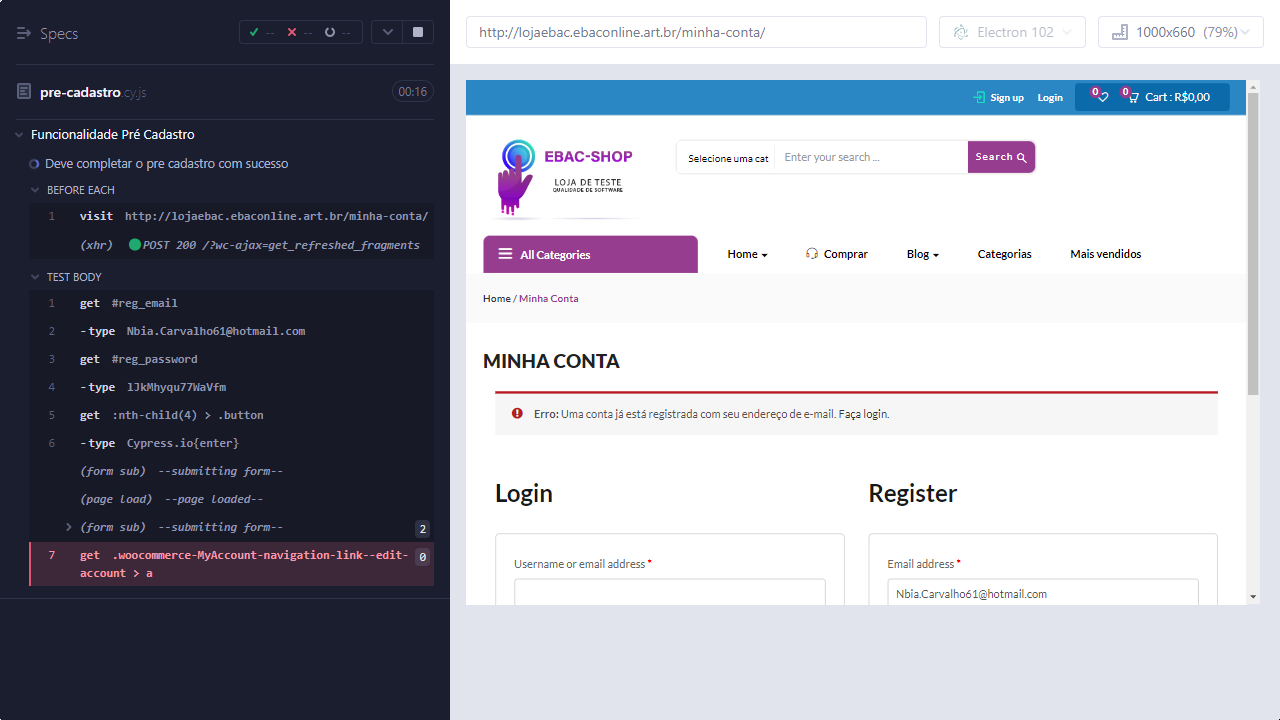 Specs
-- -- --
pre-cadastro.cy.js 00:16
Funcionalidade Pré Cadastro
Deve completar o pre cadastro com sucesso
BEFORE EACH
1 visit http://lojaebac.ebaconline.art.br/minha-conta/
(xhr) POST 200 /?wc-ajax=get_refreshed_fragments
TEST BODY
1 get #reg_email
2 -type Nbia.Carvalho61@hotmail.com
3 get #reg_password
4 -type lJkMhyqu77WaVfm
5 get :nth-child(4) > .button
6 -type Cypress.io{enter}
(form sub) --submitting form--
(page load) --page loaded--
(form sub) --submitting form-- 2
7 get .woocommerce-MyAccount-navigation-link--edit-account > a 0
http://lojaebac.ebaconline.art.br/minha-conta/
Electron 102
1000x660 (79%)
Sign up Login 0 0 Cart : R$0,00
EBAC-SHOP
LOJA DE TESTE
QUALIDADE DE SOFTWARE
Selecione uma cat Enter your search ... Search
All Categories Home Comprar Blog Categorias Mais vendidos
Home / Minha Conta
MINHA CONTA
Erro: Uma conta já está registrada com seu endereço de e-mail. Faça login.
Login
Username or email address *
Register
Email address *
Nbia.Carvalho61@hotmail.com